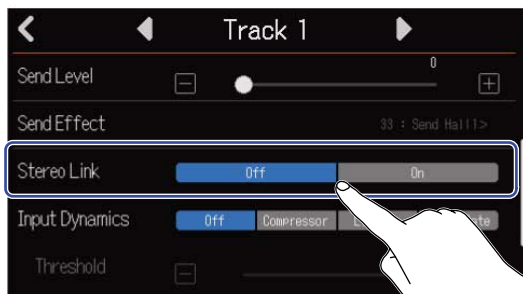 Track 1
Send Level 0
Send Effect 33 : Send Hall1>
Stereo Link Off On
Input Dynamics Off Compressor
Threshold